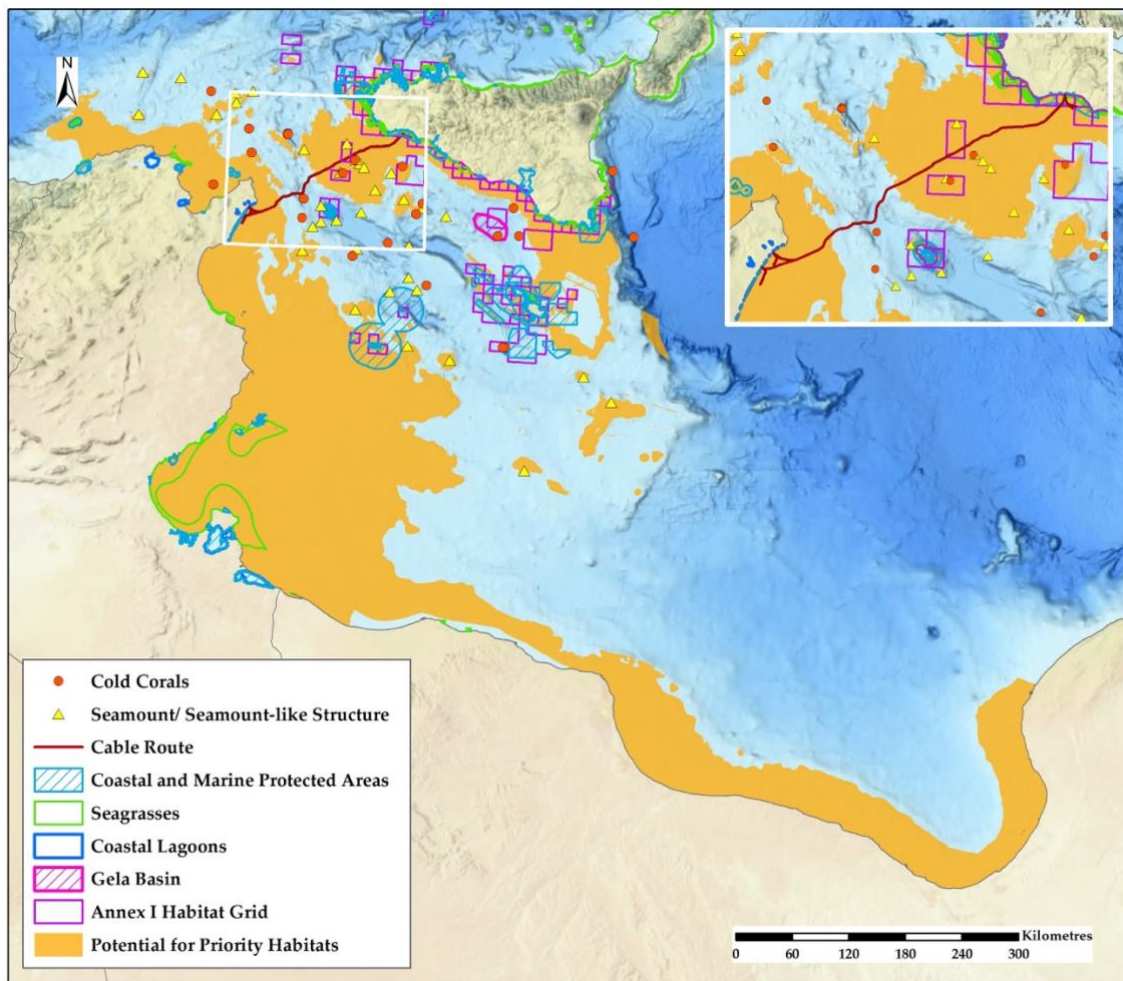 N
Cold Corals
Seamount/ Seamount-like Structure
Cable Route
Coastal and Marine Protected Areas
Seagrasses
Coastal Lagoons
Gela Basin
Annex I Habitat Grid
Potential for Priority Habitats
Kilometres
0 60 120 180 240 300